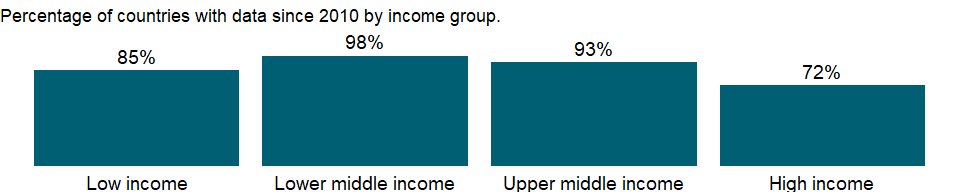 Percentage of countries with data since 2010 by income group.
85% 98% 93% 72%
Low income Lower middle income Upper middle income High income